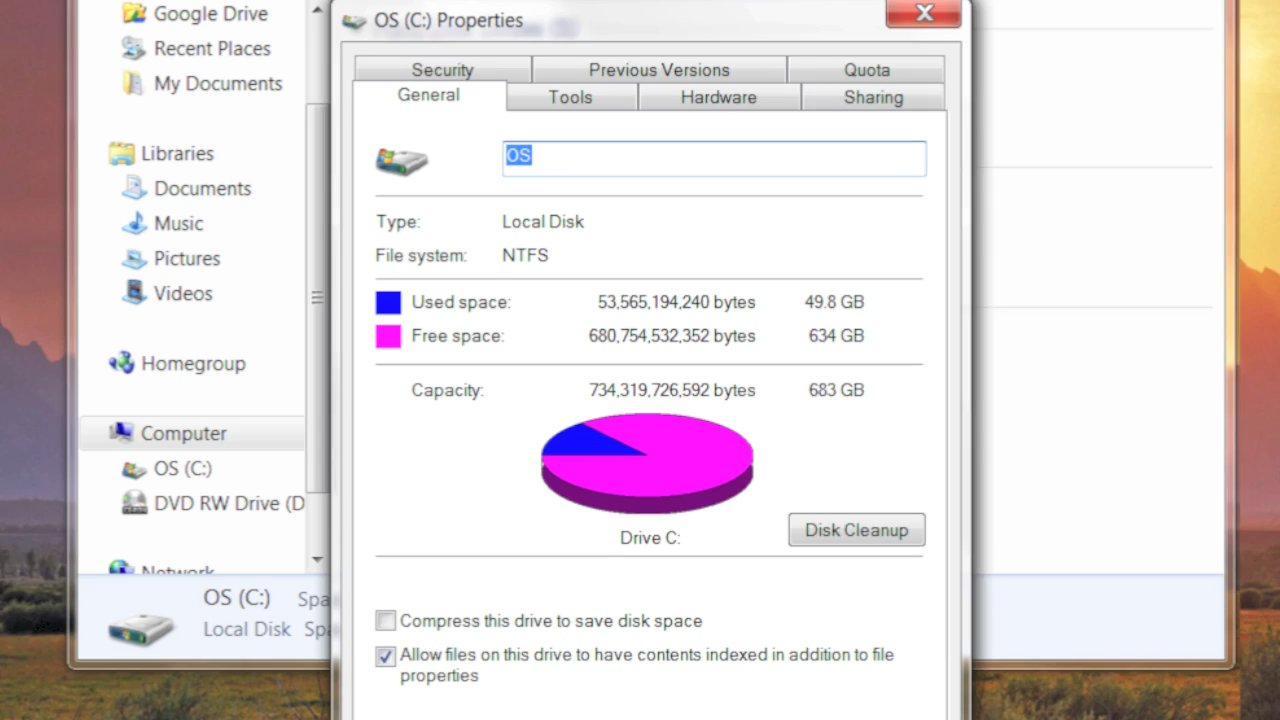 Google Drive
Recent Places
My Documents
Libraries
Documents
Music
Pictures
Videos
Homegroup
Computer
OS (C:)
DVD RW Drive (D
Network
OS (C:) Spa
Local Disk Spa
OS (C:) Properties
Security Previous Versions Quota
General Tools Hardware Sharing
OS
Type: Local Disk
File system: NTFS
Used space: 53,565,194,240 bytes 49.8 GB
Free space: 680,754,532,352 bytes 634 GB
Capacity: 734,319,726,592 bytes 683 GB
Drive C:
Disk Cleanup
Compress this drive to save disk space
Allow files on this drive to have contents indexed in addition to file
properties